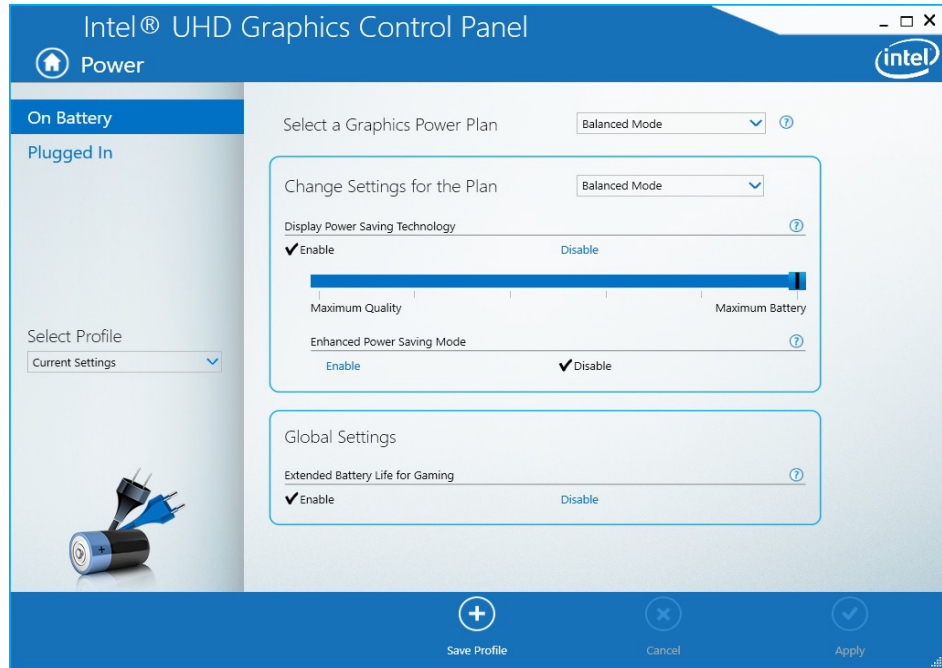 Intel® UHD Graphics Control Panel
Power
intel
On Battery
Plugged In
Select Profile
Current Settings
Select a Graphics Power Plan Balanced Mode ?
Change Settings for the Plan Balanced Mode
Display Power Saving Technology ?
✔Enable Disable
Maximum Quality Maximum Battery
Enhanced Power Saving Mode ?
Enable ✔Disable
Global Settings
Extended Battery Life for Gaming ?
✔Enable Disable
Save Profile Cancel Apply